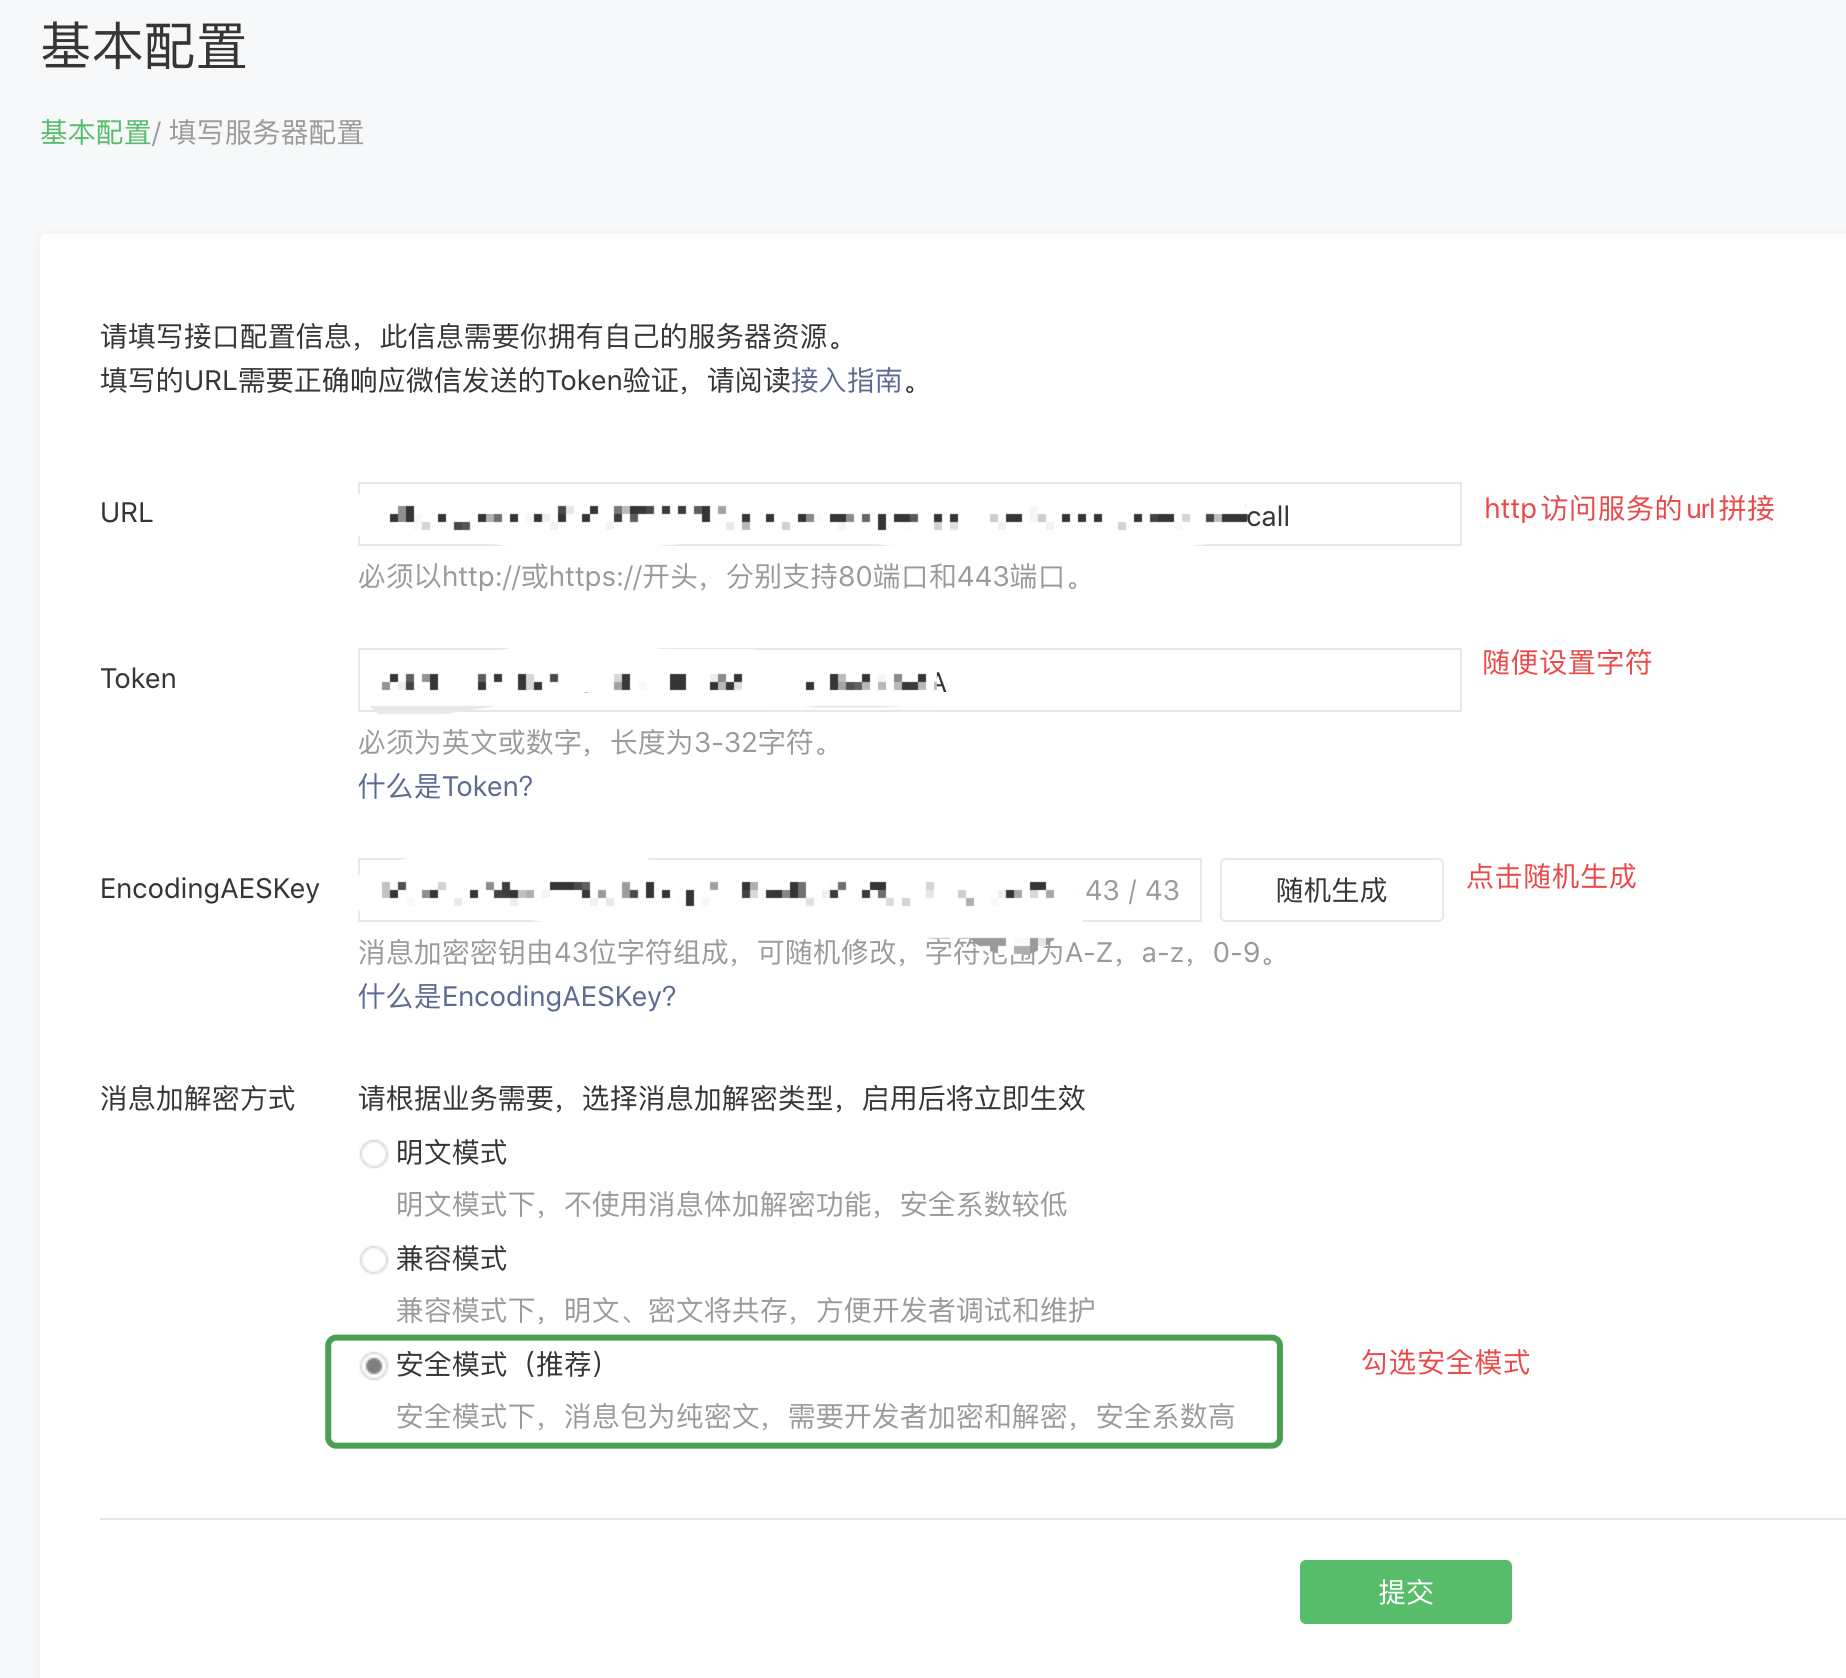 基本配置
基本配置/ 填写服务器配置
请填写接口配置信息，此信息需要你拥有自己的服务器资源。
填写的URL需要正确响应微信发送的Token验证，请阅读接入指南。
URL
call
http访问服务的url拼接
必须以http://或https://开头，分别支持80端口和443端口。
Token
A
随便设置字符
必须为英文或数字，长度为3-32字符。
什么是Token?
EncodingAESKey
43 / 43
随机生成
点击随机生成
消息加密密钥由43位字符组成，可随机修改，字符范围为A-Z，a-z，0-9。
什么是EncodingAESKey?
消息加解密方式
请根据业务需要，选择消息加解密类型，启用后将立即生效
明文模式
明文模式下，不使用消息体加解密功能，安全系数较低
兼容模式
兼容模式下，明文、密文将共存，方便开发者调试和维护
安全模式（推荐）
勾选安全模式
安全模式下，消息包为纯密文，需要开发者加密和解密，安全系数高
提交